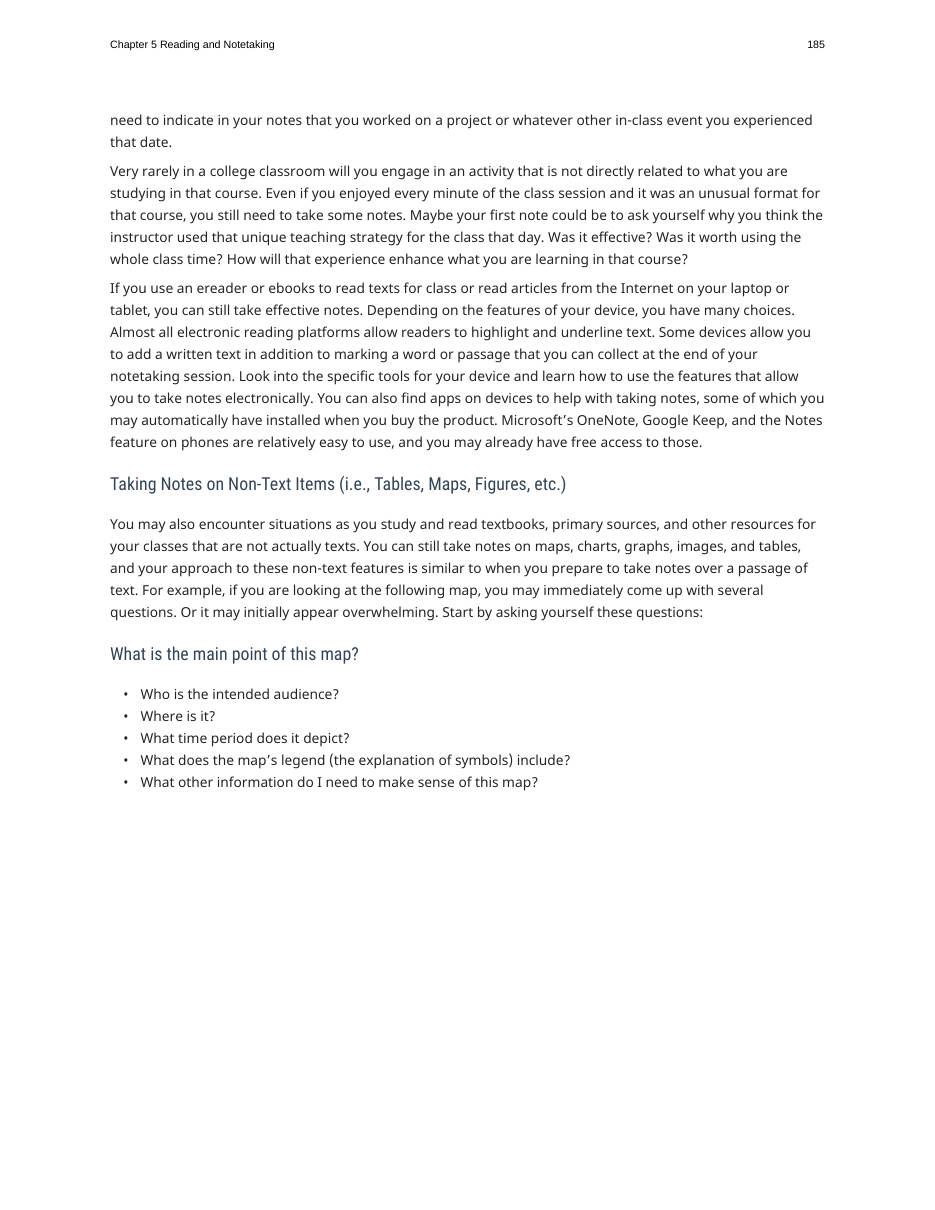 Chapter 5 Reading and Notetaking 185
need to indicate in your notes that you worked on a project or whatever other in-class event you experienced
that date.
Very rarely in a college classroom will you engage in an activity that is not directly related to what you are
studying in that course. Even if you enjoyed every minute of the class session and it was an unusual format for
that course, you still need to take some notes. Maybe your first note could be to ask yourself why you think the
instructor used that unique teaching strategy for the class that day. Was it effective? Was it worth using the
whole class time? How will that experience enhance what you are learning in that course?
If you use an ereader or ebooks to read texts for class or read articles from the Internet on your laptop or
tablet, you can still take effective notes. Depending on the features of your device, you have many choices.
Almost all electronic reading platforms allow readers to highlight and underline text. Some devices allow you
to add a written text in addition to marking a word or passage that you can collect at the end of your
notetaking session. Look into the specific tools for your device and learn how to use the features that allow
you to take notes electronically. You can also find apps on devices to help with taking notes, some of which you
may automatically have installed when you buy the product. Microsoft’s OneNote, Google Keep, and the Notes
feature on phones are relatively easy to use, and you may already have free access to those.
Taking Notes on Non-Text Items (i.e., Tables, Maps, Figures, etc.)
You may also encounter situations as you study and read textbooks, primary sources, and other resources for
your classes that are not actually texts. You can still take notes on maps, charts, graphs, images, and tables,
and your approach to these non-text features is similar to when you prepare to take notes over a passage of
text. For example, if you are looking at the following map, you may immediately come up with several
questions. Or it may initially appear overwhelming. Start by asking yourself these questions:
What is the main point of this map?
• Who is the intended audience?
• Where is it?
• What time period does it depict?
• What does the map’s legend (the explanation of symbols) include?
• What other information do I need to make sense of this map?